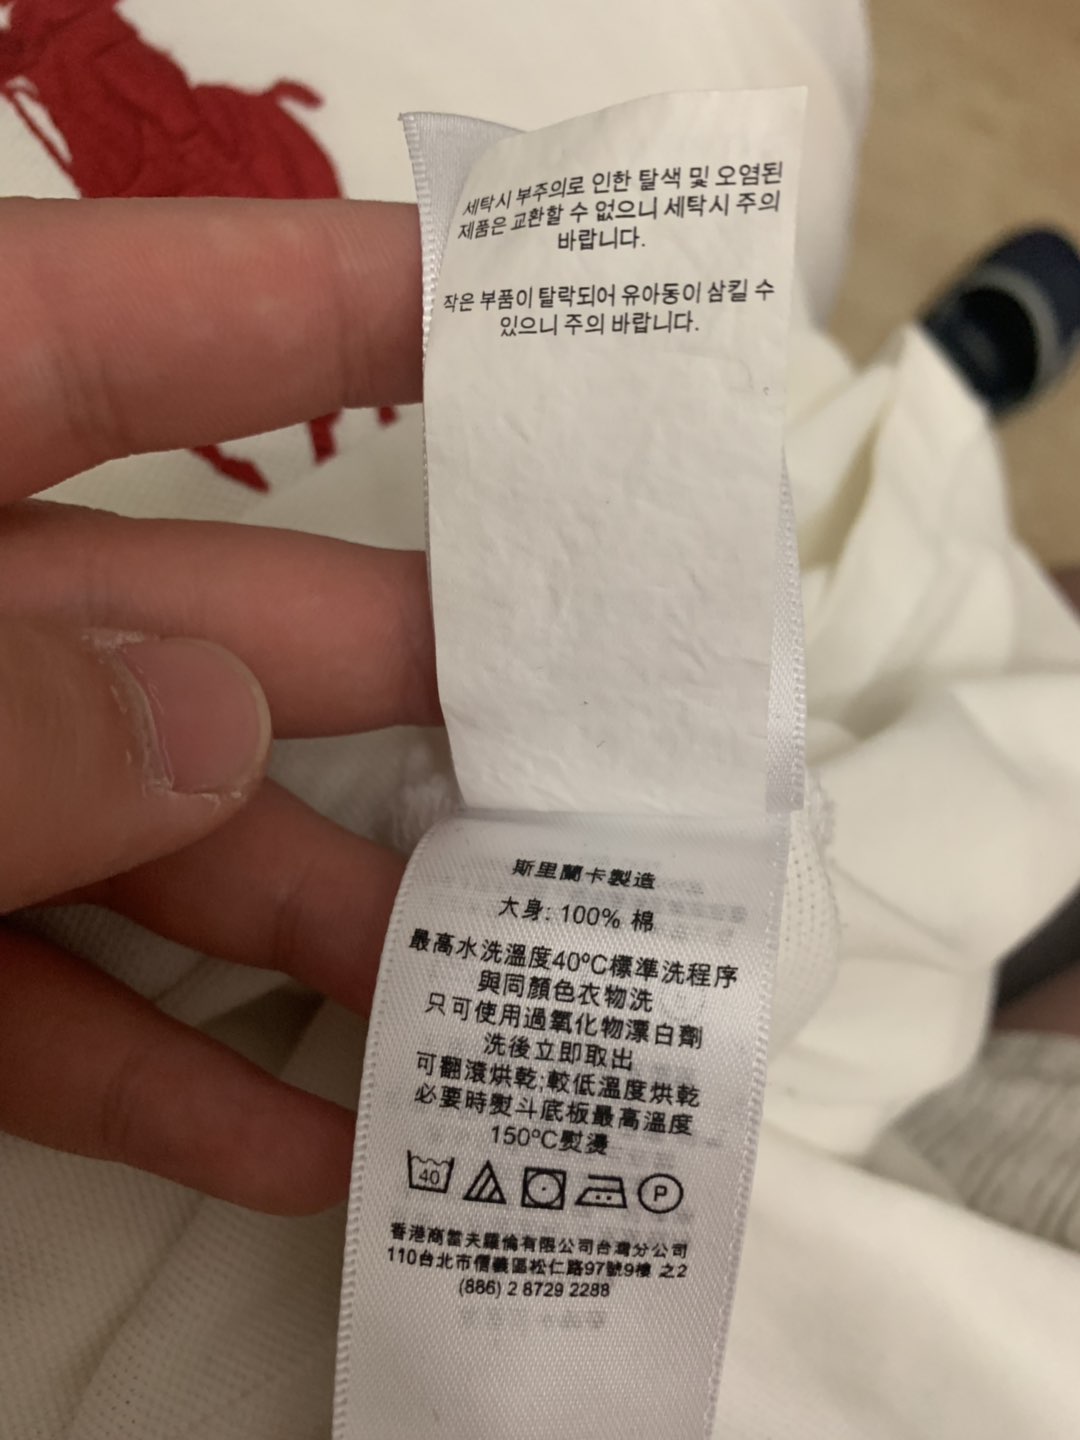 세탁시 부주의로 인한 탈색 및 오염된
제품은 교환할 수 없으니 세탁시 주의
바랍니다.
작은 부품이 탈락되어 유아동이 삼킬 수
있으니 주의 바랍니다.
斯里蘭卡製造
大身: 100% 棉
最高水洗溫度40ºC標準洗程序
與同顏色衣物洗
只可使用過氧化物漂白劑
洗後立即取出
可翻滾烘乾;較低溫度烘乾
必要時熨斗底板最高溫度
150ºC熨燙
40
P
香港商雷夫羅倫有限公司台灣分公司
110台北市信義區松仁路97號9樓 之2
(886) 2 8729 2288